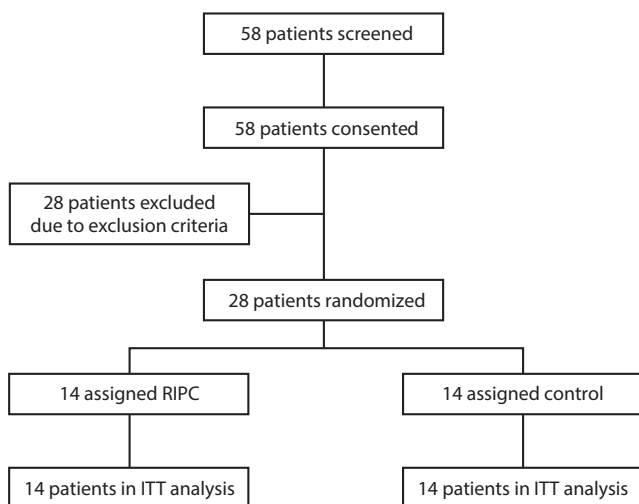 58 patients screened
58 patients consented
28 patients excluded
due to exclusion criteria
28 patients randomized
14 assigned RIPC
14 assigned control
14 patients in ITT analysis
14 patients in ITT analysis